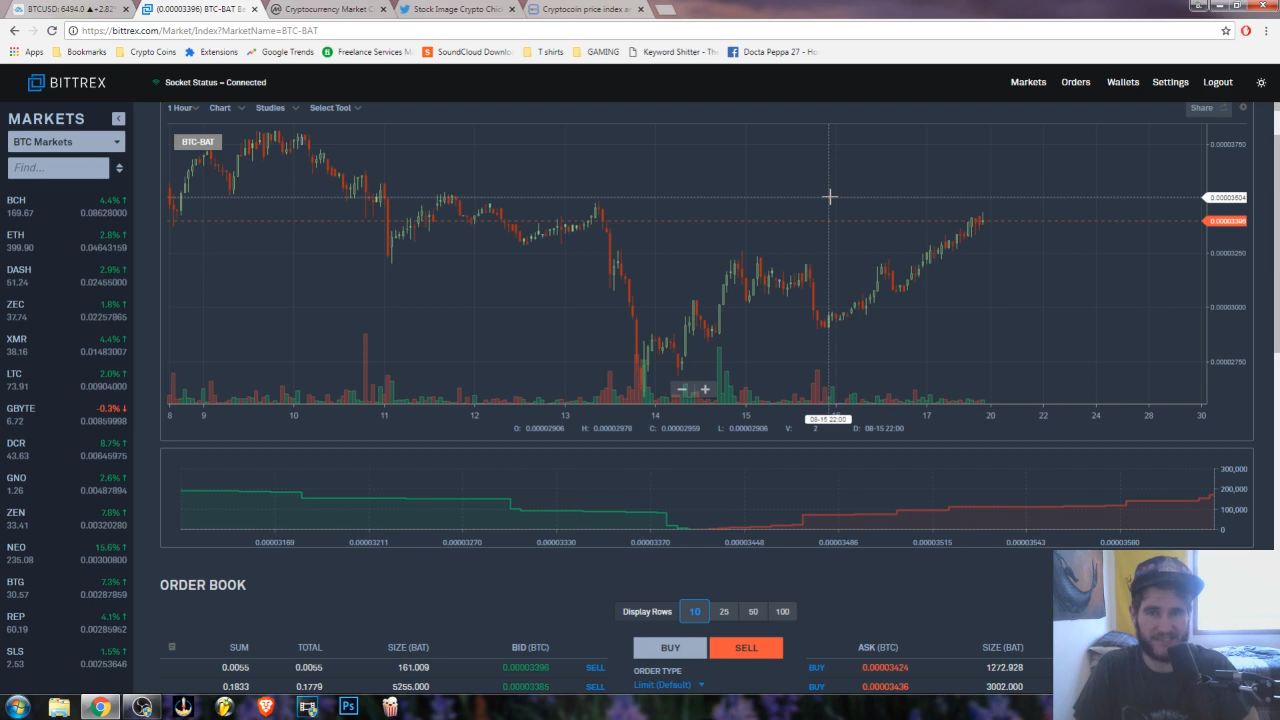 BTCUSD: 6494.0 ▲+2.82%
(0.00003396) BTC-BAT B
Cryptocurrency Market C
Stock Image Crypto Chic
Cryptocoin price index a
https://bittrex.com/Market/Index?MarketName=BTC-BAT
Apps Bookmarks Crypto Coins Extensions Google Trends Freelance Services M SoundCloud Downlo T shirts GAMING Keyword Shitter - The Docta Peppa 27 - Ho
BITTREX Socket Status – Connected Markets Orders Wallets Settings Logout
MARKETS
BTC Markets
Find...
BCH 4.4% ↑
169.67 0.08628000
ETH 2.8% ↑
399.90 0.04643159
DASH 2.9% ↑
51.24 0.02455000
ZEC 1.8% ↑
37.74 0.02257865
XMR 4.4% ↑
38.16 0.01483007
LTC 2.0% ↑
73.91 0.00904000
GBYTE -0.3% ↓
6.72 0.00859998
DCR 8.7% ↑
43.63 0.00645975
GNO 2.6% ↑
1.26 0.00487894
ZEN 7.8% ↑
33.41 0.00320280
NEO 15.6% ↑
235.08 0.00300800
BTG 7.3% ↑
30.57 0.00287859
REP 4.1% ↑
60.19 0.00285952
SLS 1.5% ↑
2.53 0.00253646
1 Hour Chart Studies Select Tool Share
BTC-BAT
0.00003750
0.00003504
0.00003396
0.00003250
0.00003000
0.00002750
8 9 10 11 12 13 14 15 17 20 22 24 28 30
08-15 22:00
O: 0.00002906 H: 0.00002978 C: 0.00002959 L: 0.00002906 V: 2 D: 08-15 22:00
300,000
200,000
100,000
0
0.00003169 0.00003211 0.00003270 0.00003330 0.00003370 0.00003448 0.00003486 0.00003515 0.00003543 0.00003580
ORDER BOOK
Display Rows 10 25 50 100
SUM TOTAL SIZE (BAT) BID (BTC)
0.0055 0.0055 161.009 0.00003396 SELL
0.1833 0.1779 5255.000 0.00003385 SELL
BUY SELL
ORDER TYPE
Limit (Default)
ASK (BTC) SIZE (BAT)
BUY 0.00003424 1272.928
BUY 0.00003436 3002.000